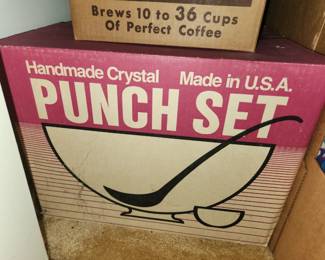 Brews 10 to 36 Cups
Of Perfect Coffee
Handmade Crystal Made in U.S.A.
PUNCH SET